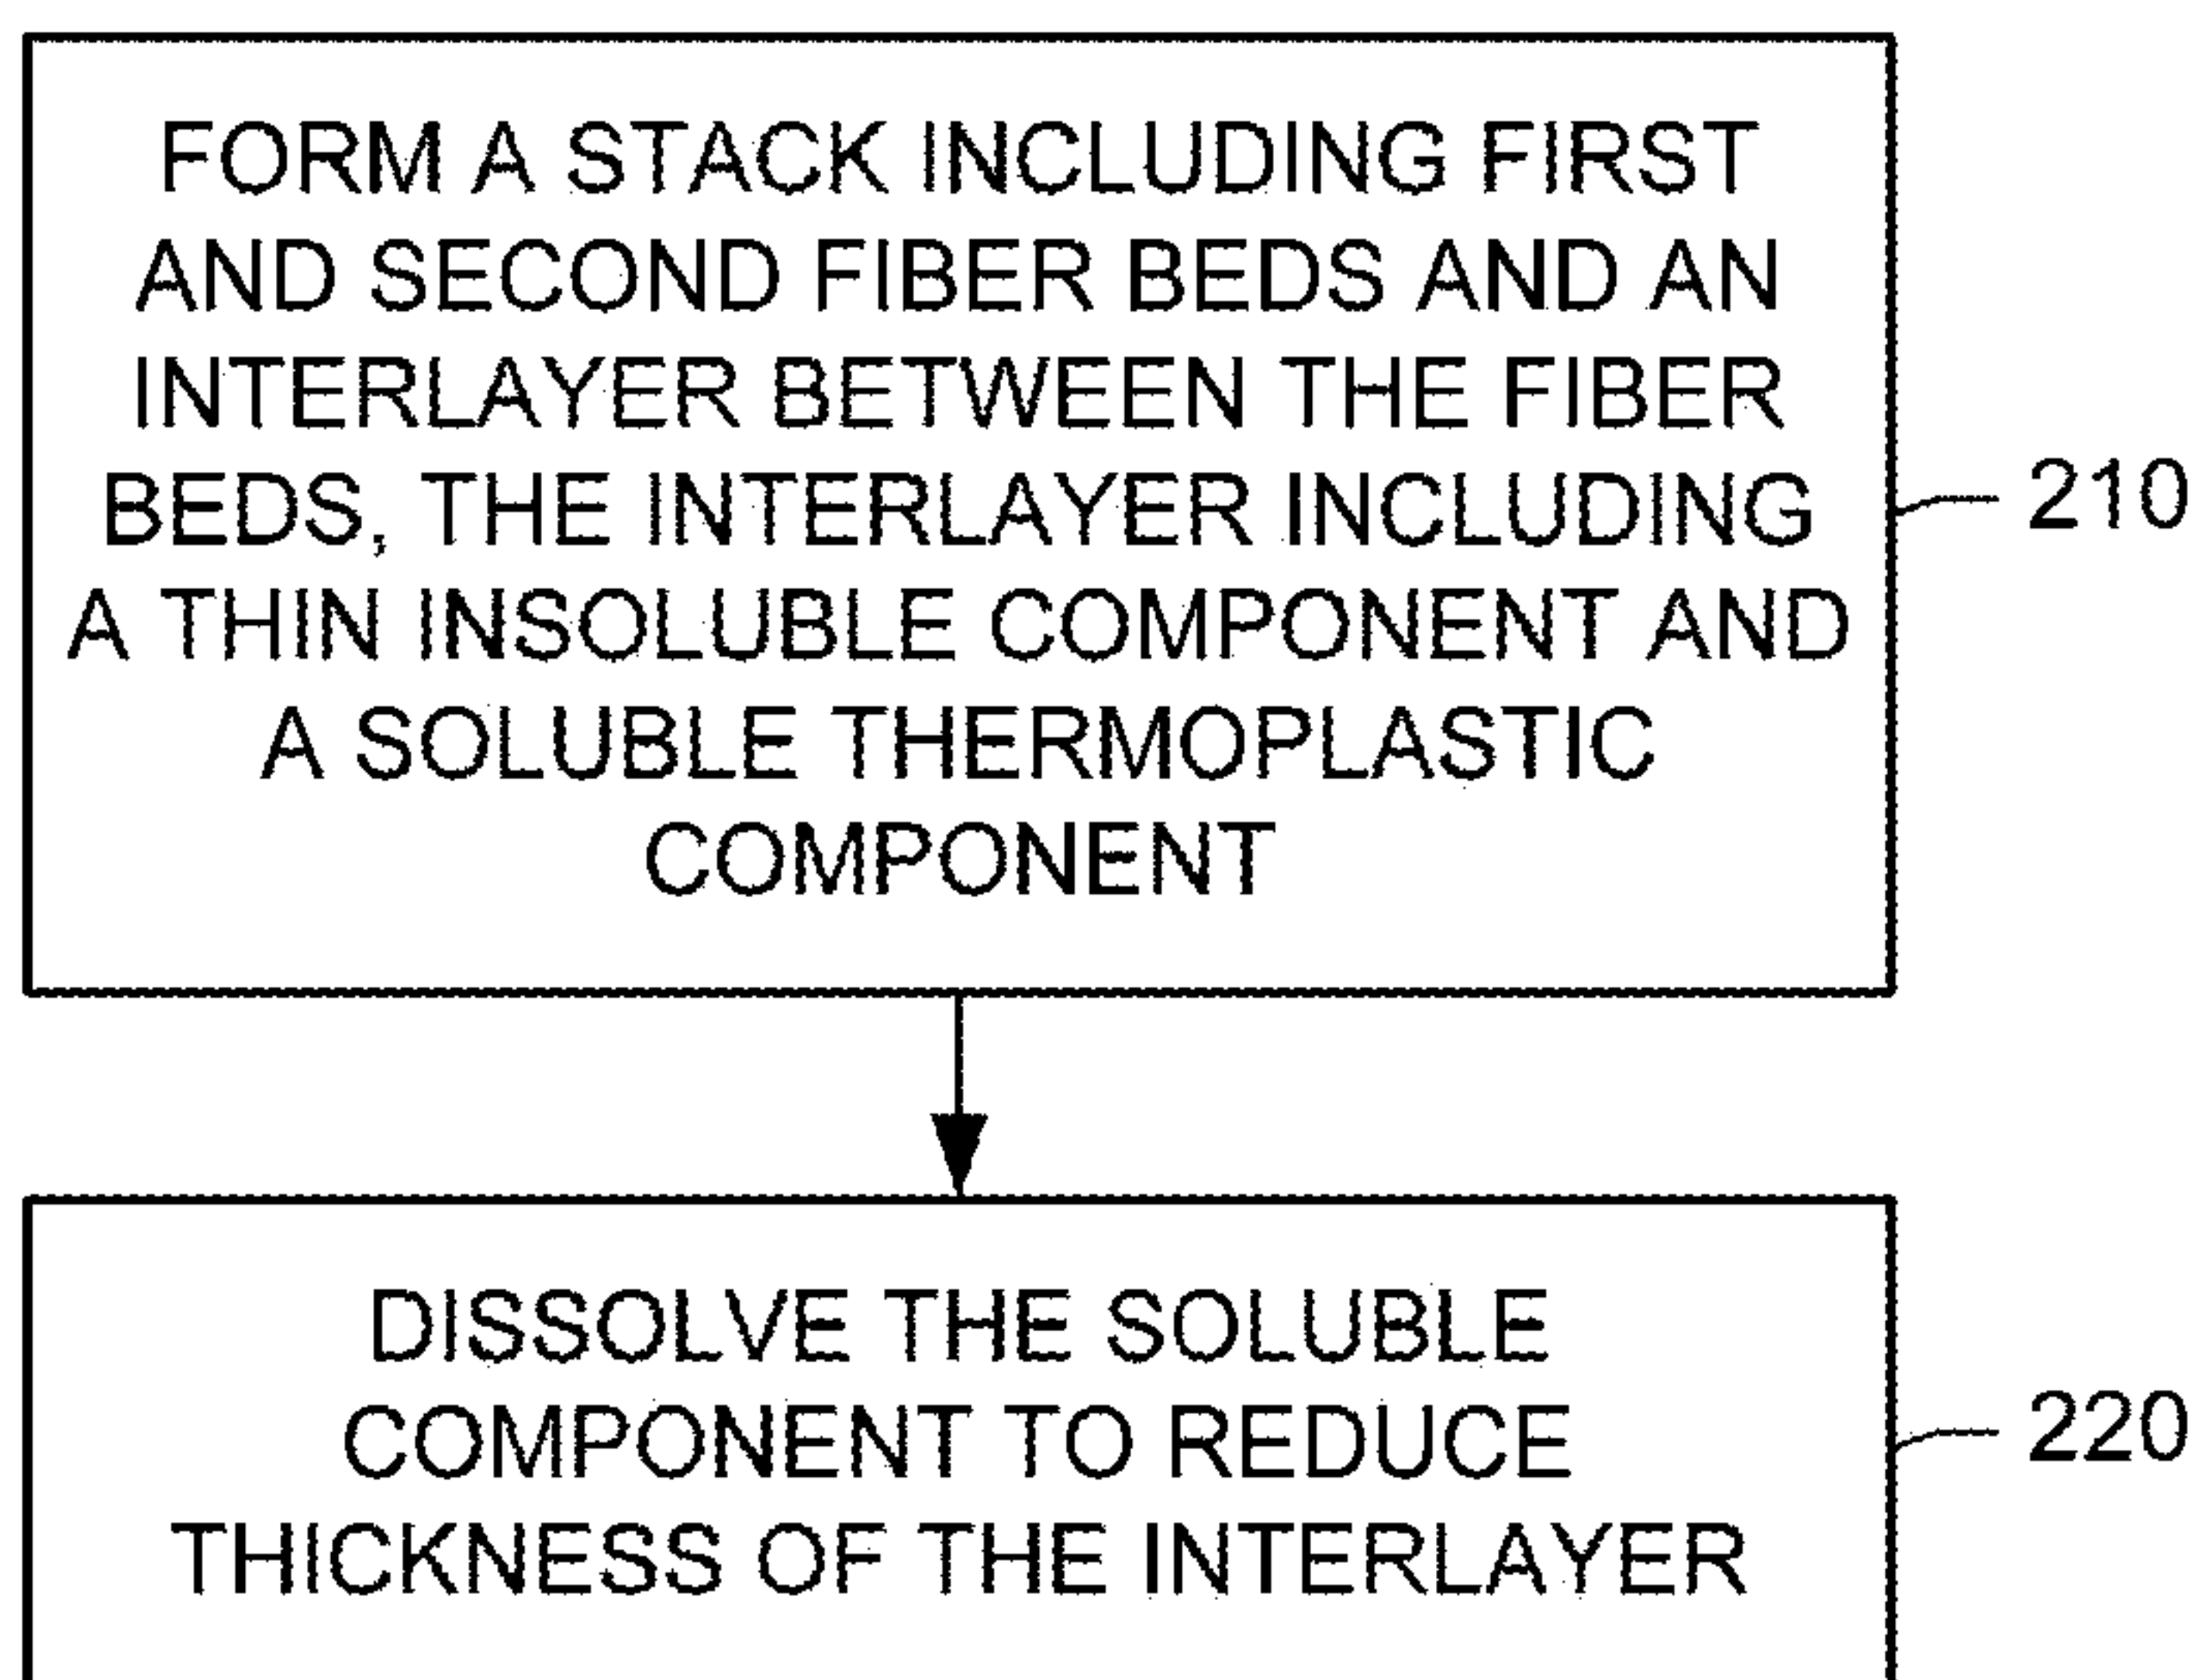 FORM A STACK INCLUDING FIRST
AND SECOND FIBER BEDS AND AN
INTERLAYER BETWEEN THE FIBER
BEDS, THE INTERLAYER INCLUDING
A THIN INSOLUBLE COMPONENT AND
A SOLUBLE THERMOPLASTIC
COMPONENT
210
DISSOLVE THE SOLUBLE
COMPONENT TO REDUCE
THICKNESS OF THE INTERLAYER
220